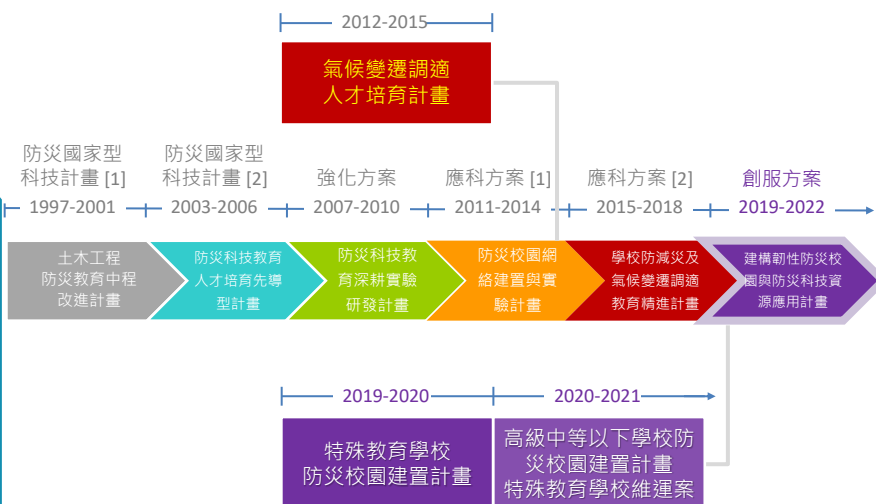 2012-2015
氣候變遷調適
人才培育計畫
防災國家型
科技計畫 [1]
1997-2001
防災國家型
科技計畫 [2]
2003-2006
強化方案
2007-2010
應科方案 [1]
2011-2014
應科方案 [2]
2015-2018
創服方案
2019-2022
土木工程
防災教育中程
改進計畫
防災科技教育
人才培育先導
型計畫
防災科技教
育深耕實驗
研發計畫
防災校園網
絡建置與實
驗計畫
學校防減災及
氣候變遷調適
教育精進計畫
建構韌性防災校
園與防災科技資
源應用計畫
2019-2020
特殊教育學校
防災校園建置計畫
2020-2021
高級中等以下學校防
災校園建置計畫
特殊教育學校維運案